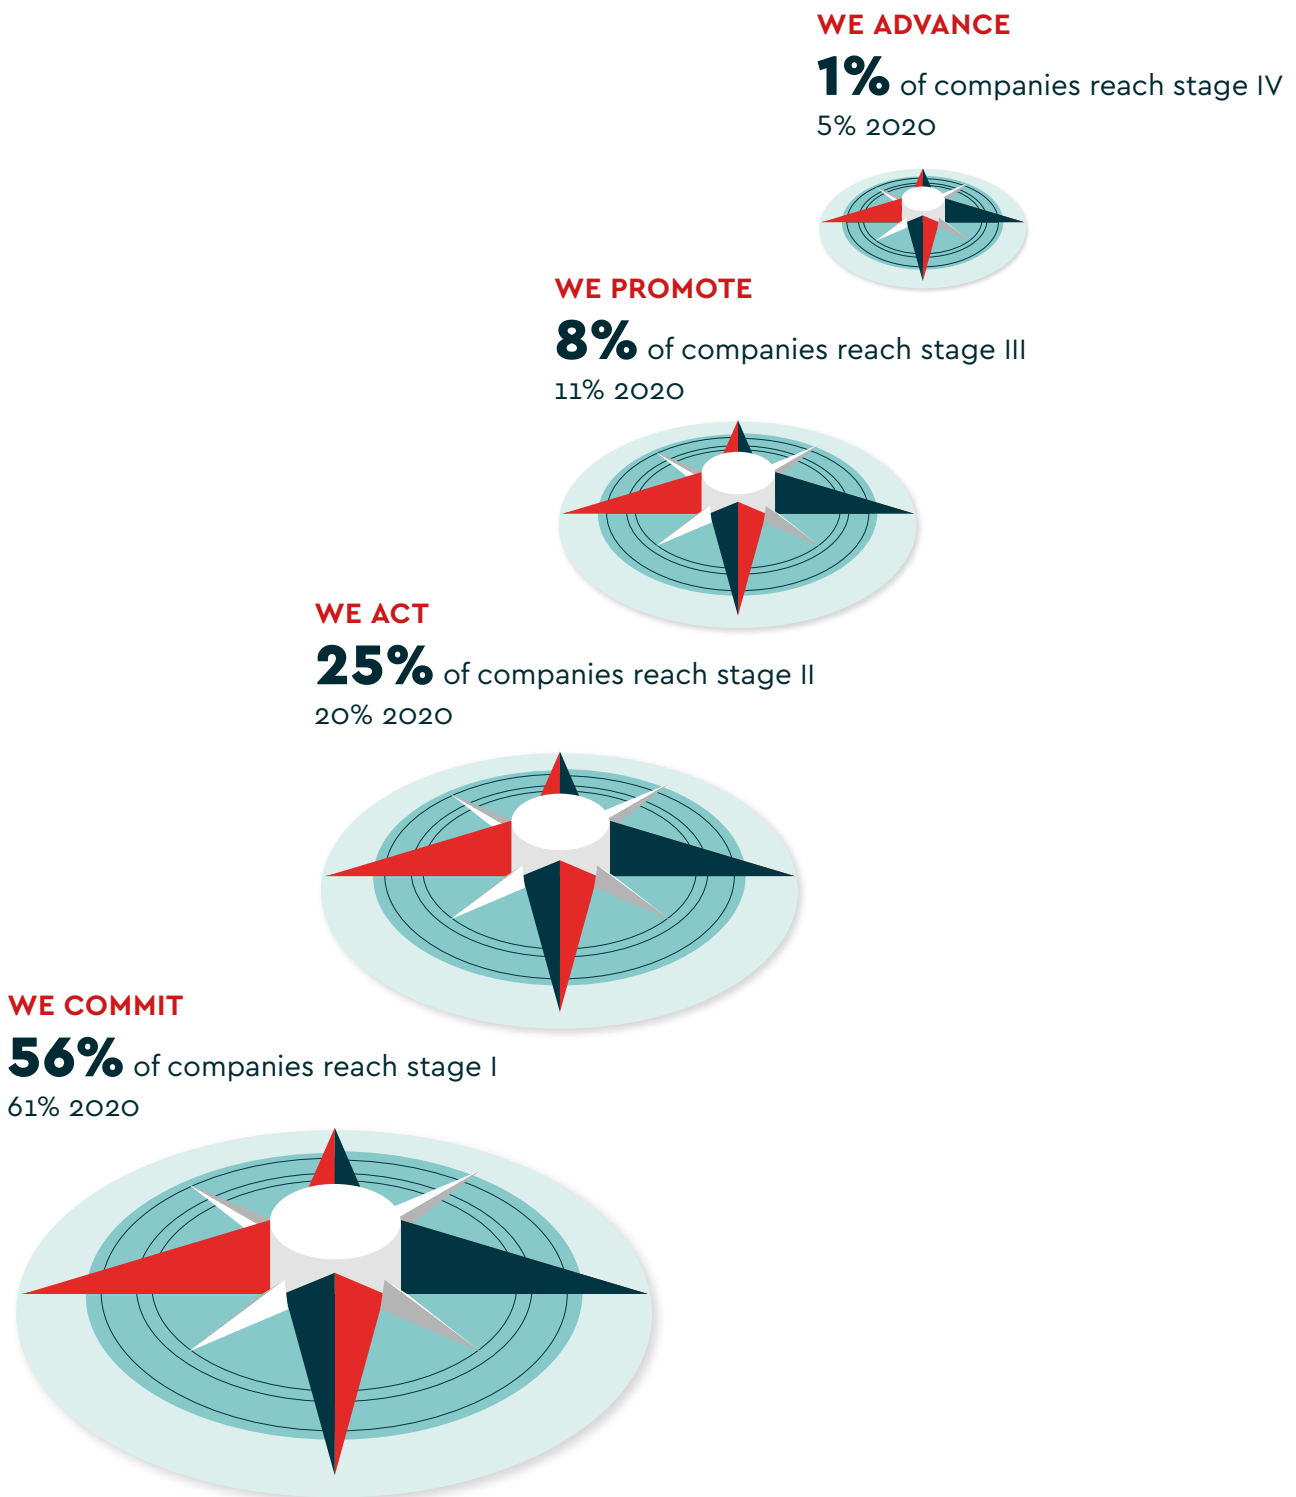 WE ADVANCE
1% of companies reach stage IV
5% 2020
WE PROMOTE
8% of companies reach stage III
11% 2020
WE ACT
25% of companies reach stage II
20% 2020
WE COMMIT
56% of companies reach stage I
61% 2020